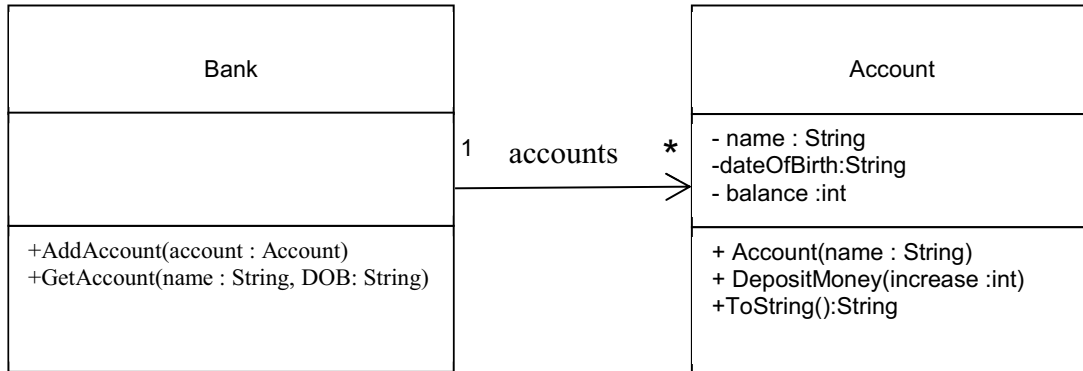 Bank
+AddAccount(account : Account)
+GetAccount(name : String, DOB: String)
1 accounts *
Account
- name : String
-dateOfBirth:String
- balance :int
+ Account(name : String)
+ DepositMoney(increase :int)
+ToString():String